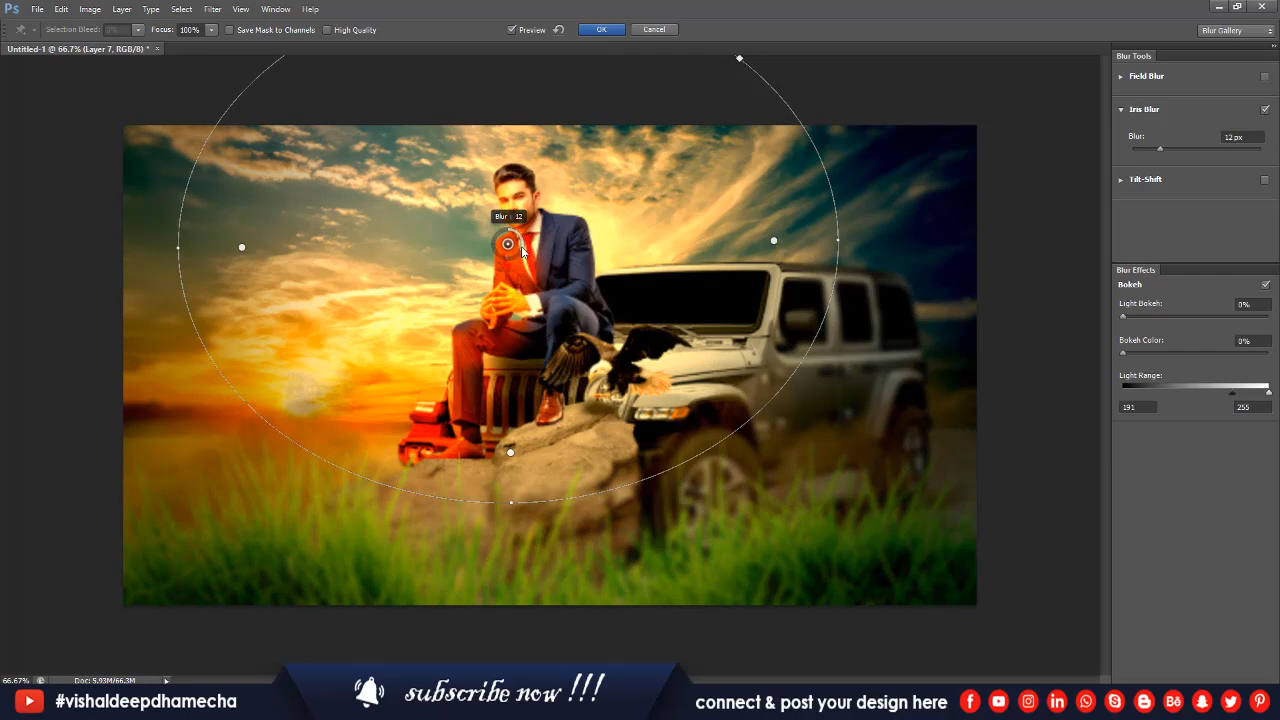 Ps File Edit Image Layer Type Select Filter View Window Help
Selection Bleed: 0% Focus: 100% Save Mask to Channels High Quality Preview OK Cancel Blur Gallery
Untitled-1 @ 66.7% (Layer 7, RGB/8) * ×
Blur Tools
Field Blur
Iris Blur
Blur: 12 px
Tilt-Shift
Blur : 12
Blur Effects
Bokeh
Light Bokeh: 0%
Bokeh Color: 0%
Light Range:
191 255
66.67% Doc: 5.93M/66.3M
#vishaldeepdhamecha
subscribe now !!!
connect & post your design here